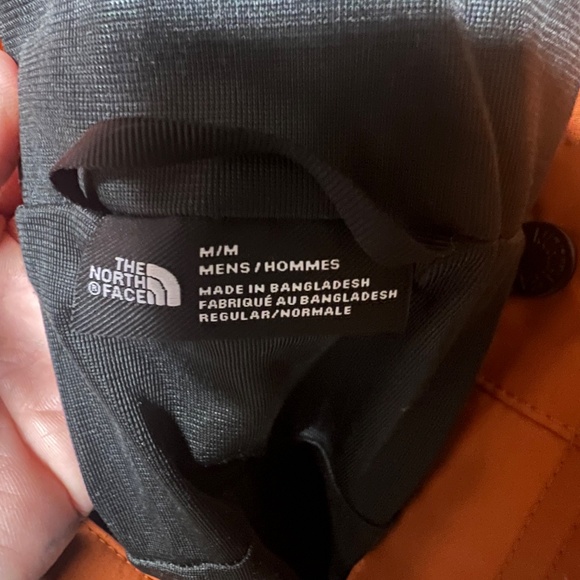 THE
NORTH
FACE®
M/M
MENS/HOMMES
MADE IN BANGLADESH
FABRIQUÉ AU BANGLADESH
REGULAR/NORMALE